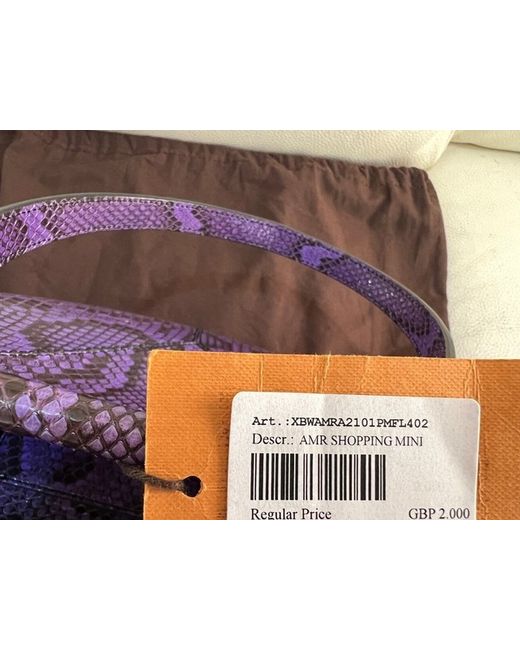 Art.:XBWAMRA2101PMFL402
Descr.: AMR SHOPPING MINI
Regular Price GBP 2.000